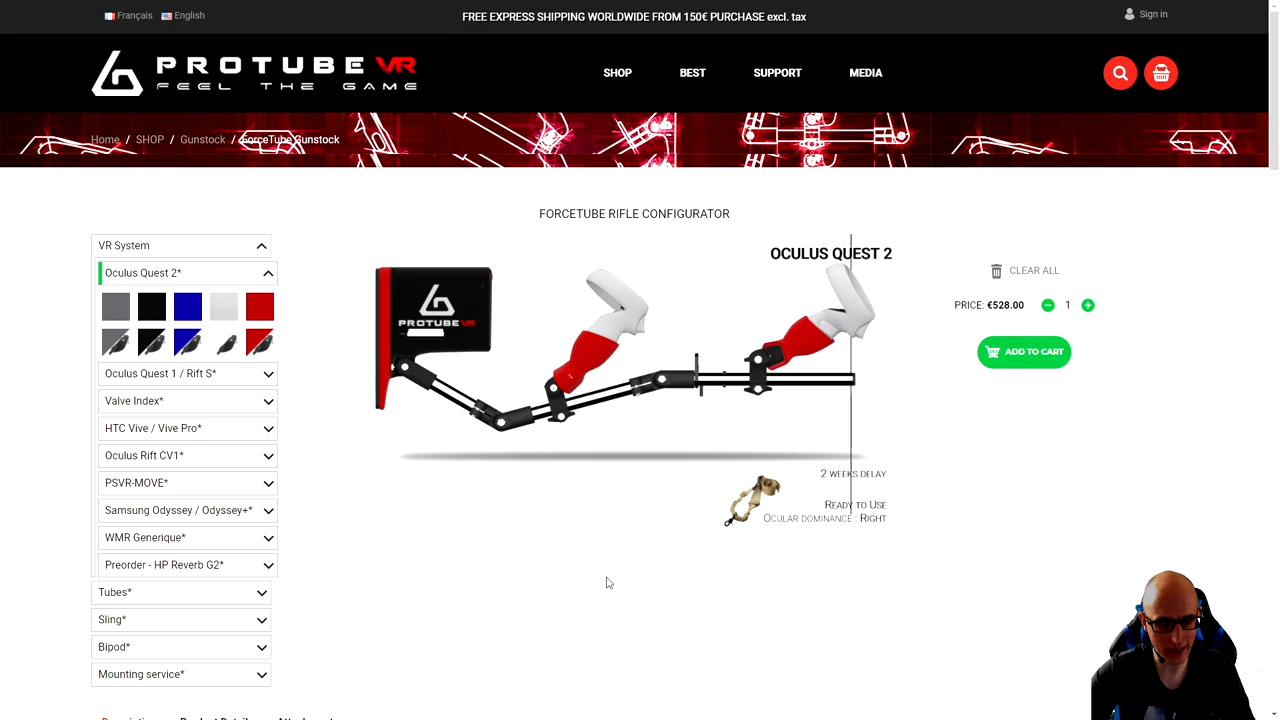 Français English
FREE EXPRESS SHIPPING WORLDWIDE FROM 150€ PURCHASE excl. tax
Sign in
PROTUBE VR
FEEL THE GAME
SHOP BEST SUPPORT MEDIA
Home / SHOP / Gunstock / ForceTube Gunstock
FORCETUBE RIFLE CONFIGURATOR
VR System
Oculus Quest 2*
Oculus Quest 1 / Rift S*
Valve Index*
HTC Vive / Vive Pro*
Oculus Rift CV1*
PSVR-MOVE*
Samsung Odyssey / Odyssey+*
WMR Generique*
Preorder - HP Reverb G2*
Tubes*
Sling*
Bipod*
Mounting service*
OCULUS QUEST 2
PROTUBEVR
2 WEEKS DELAY
READY TO USE
OCULAR DOMINANCE : RIGHT
CLEAR ALL
PRICE: €528.00 1
ADD TO CART